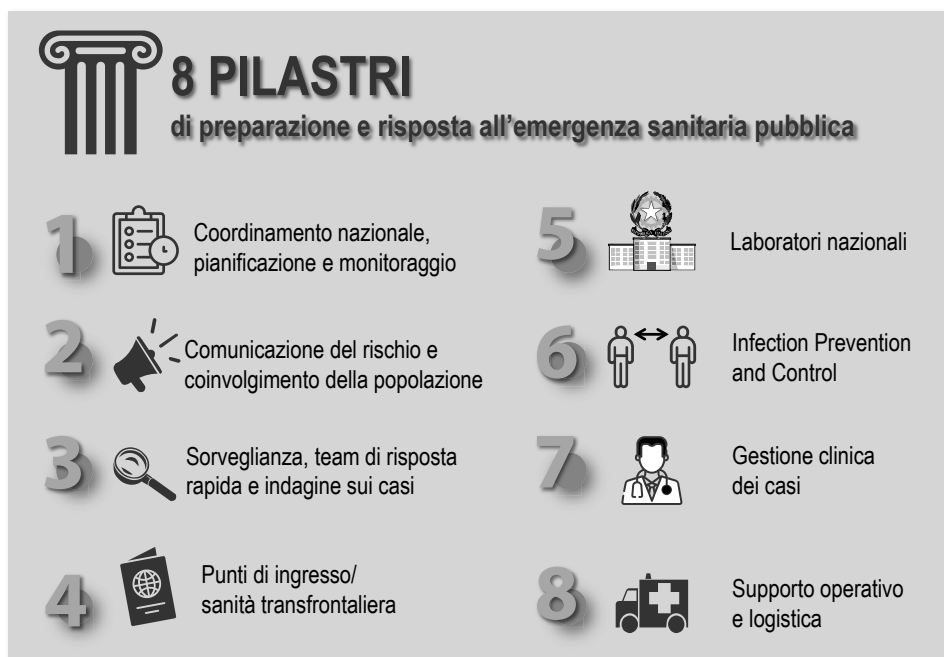 8 PILASTRI
di preparazione e risposta all'emergenza sanitaria pubblica
1
Coordinamento nazionale,
pianificazione e monitoraggio
2
Comunicazione del rischio e
coinvolgimento della popolazione
3
Sorveglianza, team di risposta
rapida e indagine sui casi
4
Punti di ingresso/
sanità transfrontaliera
5
Laboratori nazionali
6
Infection Prevention
and Control
7
Gestione clinica
dei casi
8
Supporto operativo
e logistica